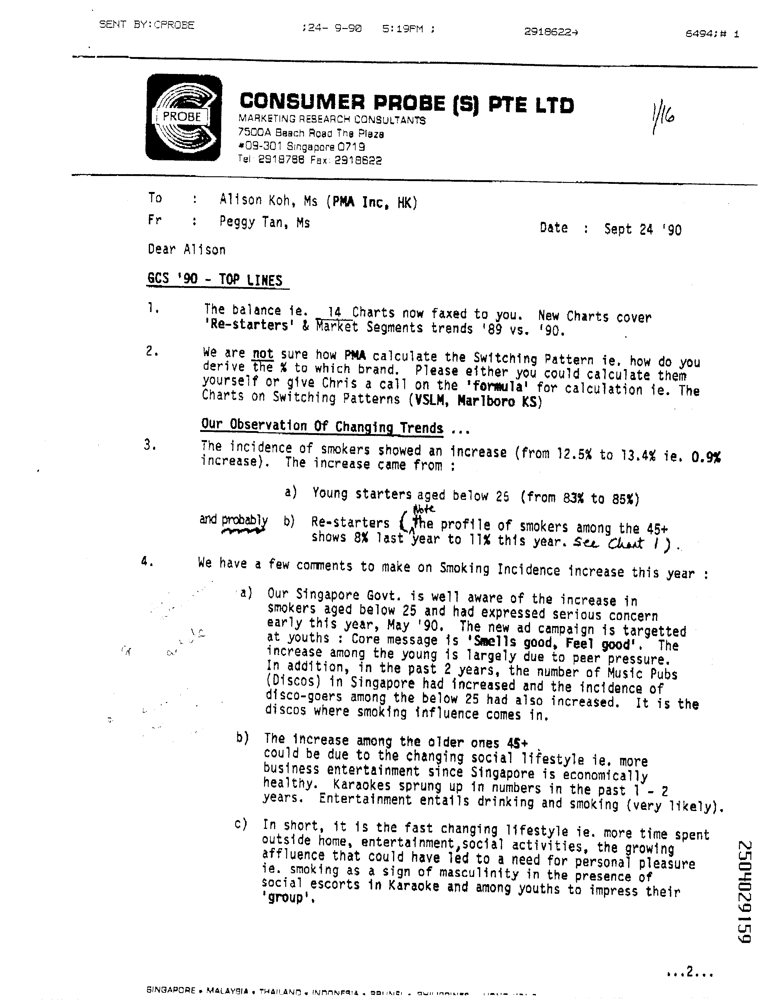 SENT BY:CPROBE ;24- 9-90 5:19PM ; 2918622→ 6494;# 1
PROBE
CONSUMER PROBE (S) PTE LTD
MARKETING RESEARCH CONSULTANTS
7500A Beach Road The Plaza
#09-301 Singapore 0719
Tel 2918788 Fax: 2918622
1/16
To : Alison Koh, Ms (PMA Inc, HK)
Fr : Peggy Tan, Ms
Date : Sept 24 '90
Dear Alison
GCS '90 - TOP LINES
1. The balance ie. 14 Charts now faxed to you. New Charts cover
'Re-starters' & Market Segments trends '89 vs. '90.
2. We are not sure how PMA calculate the Switching Pattern ie. how do you
derive the % to which brand. Please either you could calculate them
yourself or give Chris a call on the 'formula' for calculation ie. The
Charts on Switching Patterns (VSLM, Marlboro KS)
Our Observation Of Changing Trends ...
3. The incidence of smokers showed an increase (from 12.5% to 13.4% ie. 0.9%
increase). The increase came from :
a) Young starters aged below 25 (from 83% to 85%)
Note
and probably b) Re-starters (the profile of smokers among the 45+
shows 8% last year to 11% this year. See Chart 1).
4. We have a few comments to make on Smoking Incidence increase this year :
a) Our Singapore Govt. is well aware of the increase in
smokers aged below 25 and had expressed serious concern
early this year, May '90. The new ad campaign is targetted
at youths : Core message is 'Smells good, Feel good'. The
increase among the young is largely due to peer pressure.
In addition, in the past 2 years, the number of Music Pubs
(Discos) in Singapore had increased and the incidence of
disco-goers among the below 25 had also increased. It is the
discos where smoking influence comes in.
b) The increase among the older ones 45+
could be due to the changing social lifestyle ie. more
business entertainment since Singapore is economically
healthy. Karaokes sprung up in numbers in the past 1 - 2
years. Entertainment entails drinking and smoking (very likely).
c) In short, it is the fast changing lifestyle ie. more time spent
outside home, entertainment,social activities, the growing
affluence that could have led to a need for personal pleasure
ie. smoking as a sign of masculinity in the presence of
social escorts in Karaoke and among youths to impress their
'group'.
2504029159
...2...
SINGAPORE • MALAYSIA • THAILAND • INDONESIA •